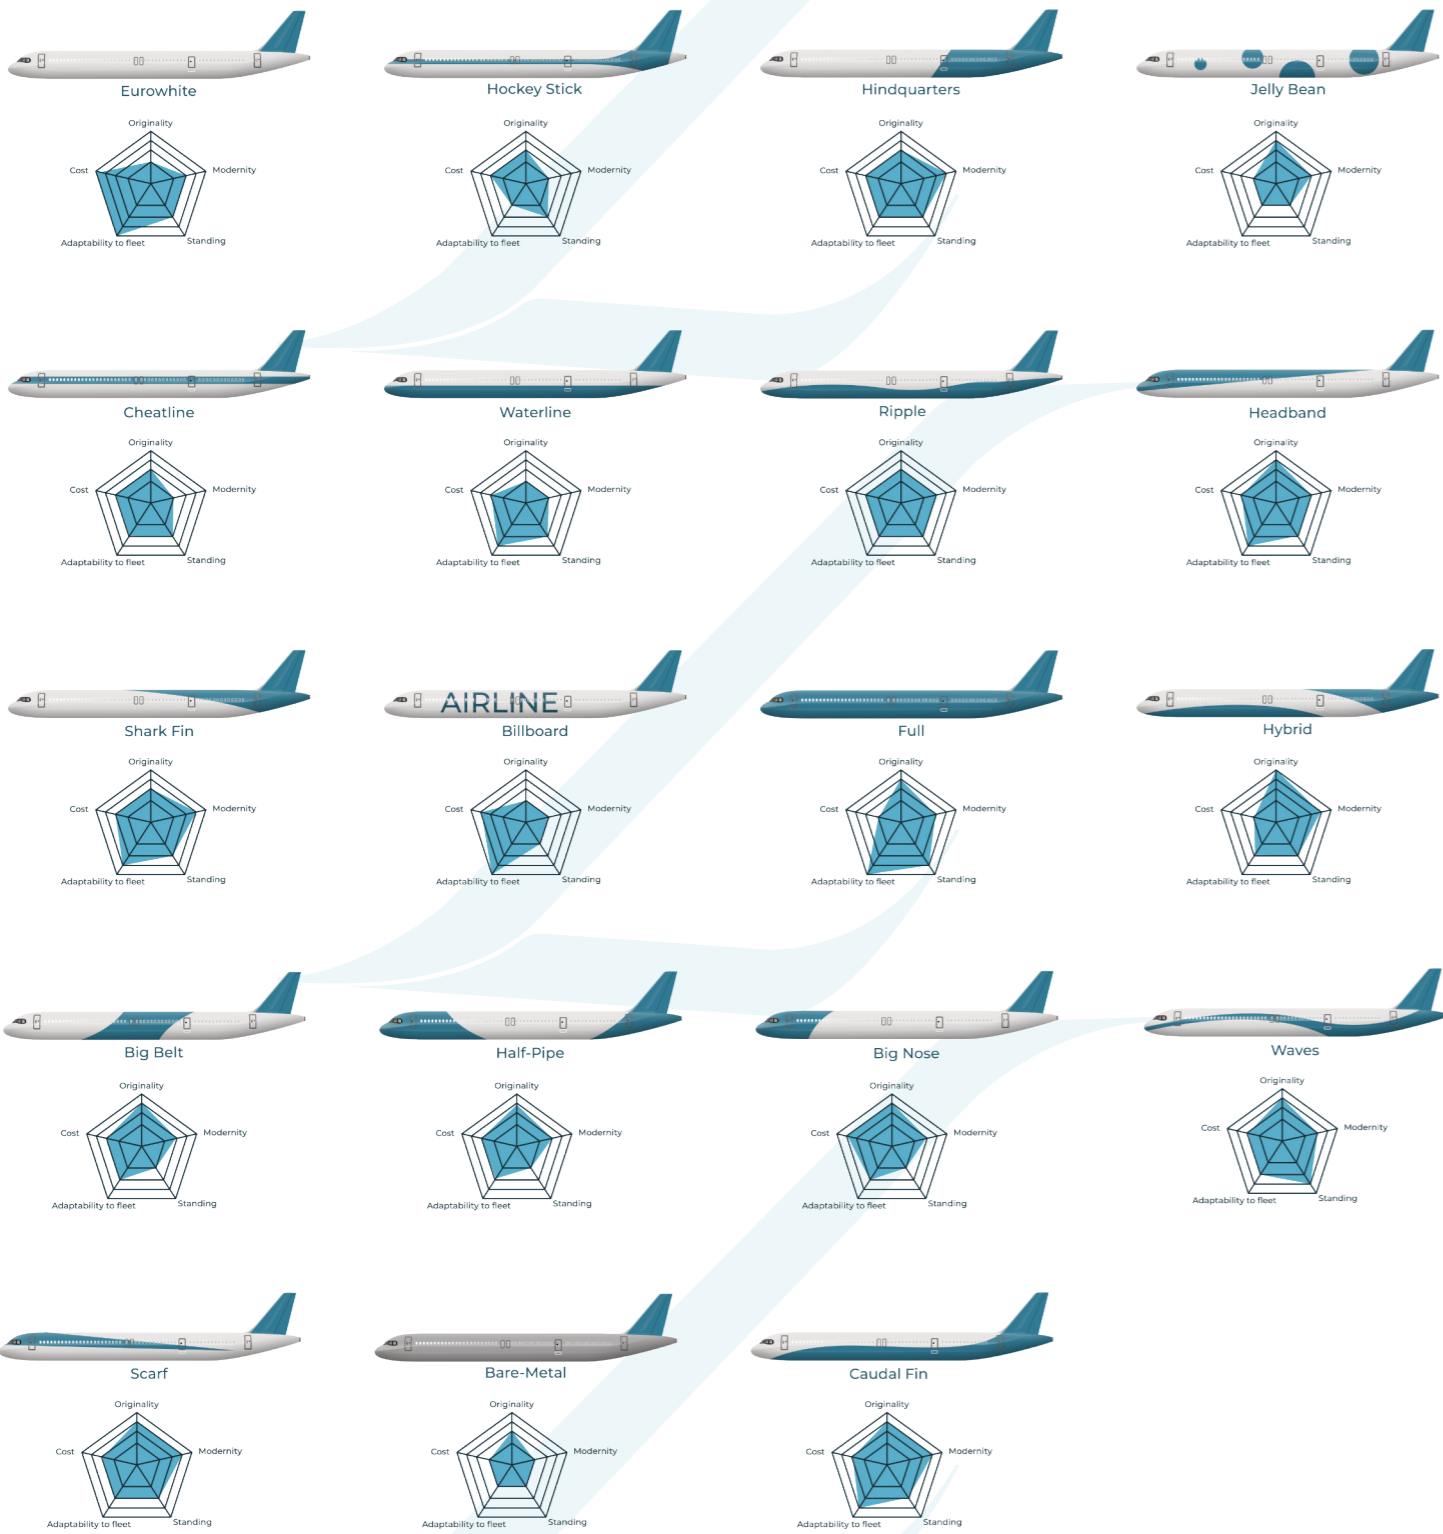 Eurowhite
Hockey Stick
Hindquarters
Jelly Bean
Originality
Originality
Originality
Originality
Cost
Modernity
Cost
Modernity
Cost
Modernity
Cost
Modernity
Adaptability to fleet
Standing
Adaptability to fleet
Standing
Adaptability to fleet
Standing
Adaptability to fleet
Standing
Cheatline
Waterline
Ripple
Headband
Originality
Originality
Originality
Originality
Cost
Modernity
Cost
Modernity
Cost
Modernity
Cost
Modernity
Adaptability to fleet
Standing
Adaptability to fleet
Standing
Adaptability to fleet
Standing
Adaptability to fleet
Standing
AIRLINE
Shark Fin
Billboard
Full
Hybrid
Originality
Originality
Originality
Originality
Cost
Modernity
Cost
Modernity
Cost
Modernity
Cost
Modernity
Adaptability to fleet
Standing
Adaptability to fleet
Standing
Adaptability to fleet
Standing
Adaptability to fleet
Standing
Big Belt
Half-Pipe
Big Nose
Waves
Originality
Originality
Originality
Originality
Cost
Modernity
Cost
Modernity
Cost
Modernity
Cost
Modernity
Adaptability to fleet
Standing
Adaptability to fleet
Standing
Adaptability to fleet
Standing
Adaptability to fleet
Standing
Scarf
Bare-Metal
Caudal Fin
Originality
Originality
Originality
Cost
Modernity
Cost
Modernity
Cost
Modernity
Adaptability to fleet
Standing
Adaptability to fleet
Standing
Adaptability to fleet
Standing